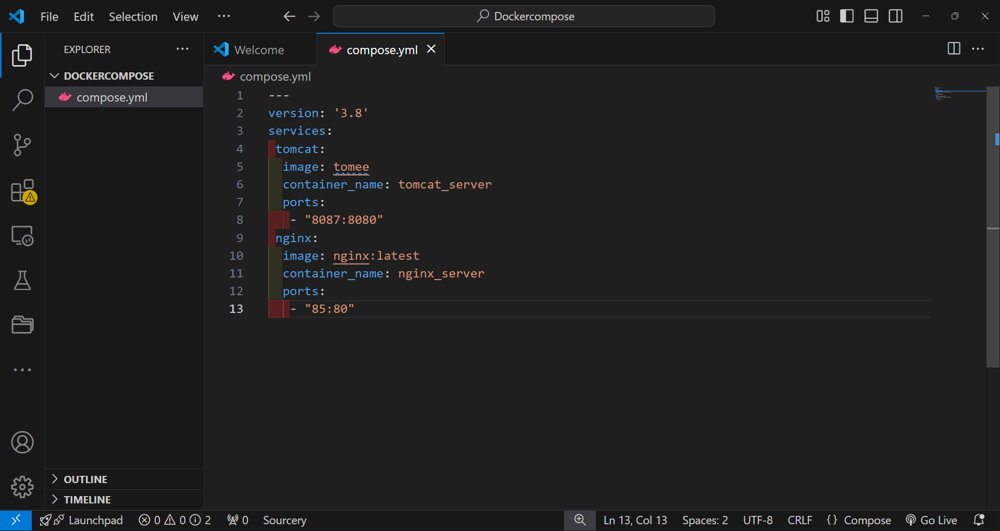 File Edit Selection View ··· Dockercompose
EXPLORER ···
Welcome
compose.yml
DOCKERCOMPOSE
compose.yml
compose.yml
1 ---
2 version: '3.8'
3 services:
4  tomcat:
5   image: tomee
6   container_name: tomcat_server
7   ports:
8    - "8087:8080"
9  nginx:
10   image: nginx:latest
11   container_name: nginx_server
12   ports:
13    - "85:80"
OUTLINE
TIMELINE
Launchpad 0 0 2 0 Sourcery Ln 13, Col 13 Spaces: 2 UTF-8 CRLF {} Compose Go Live